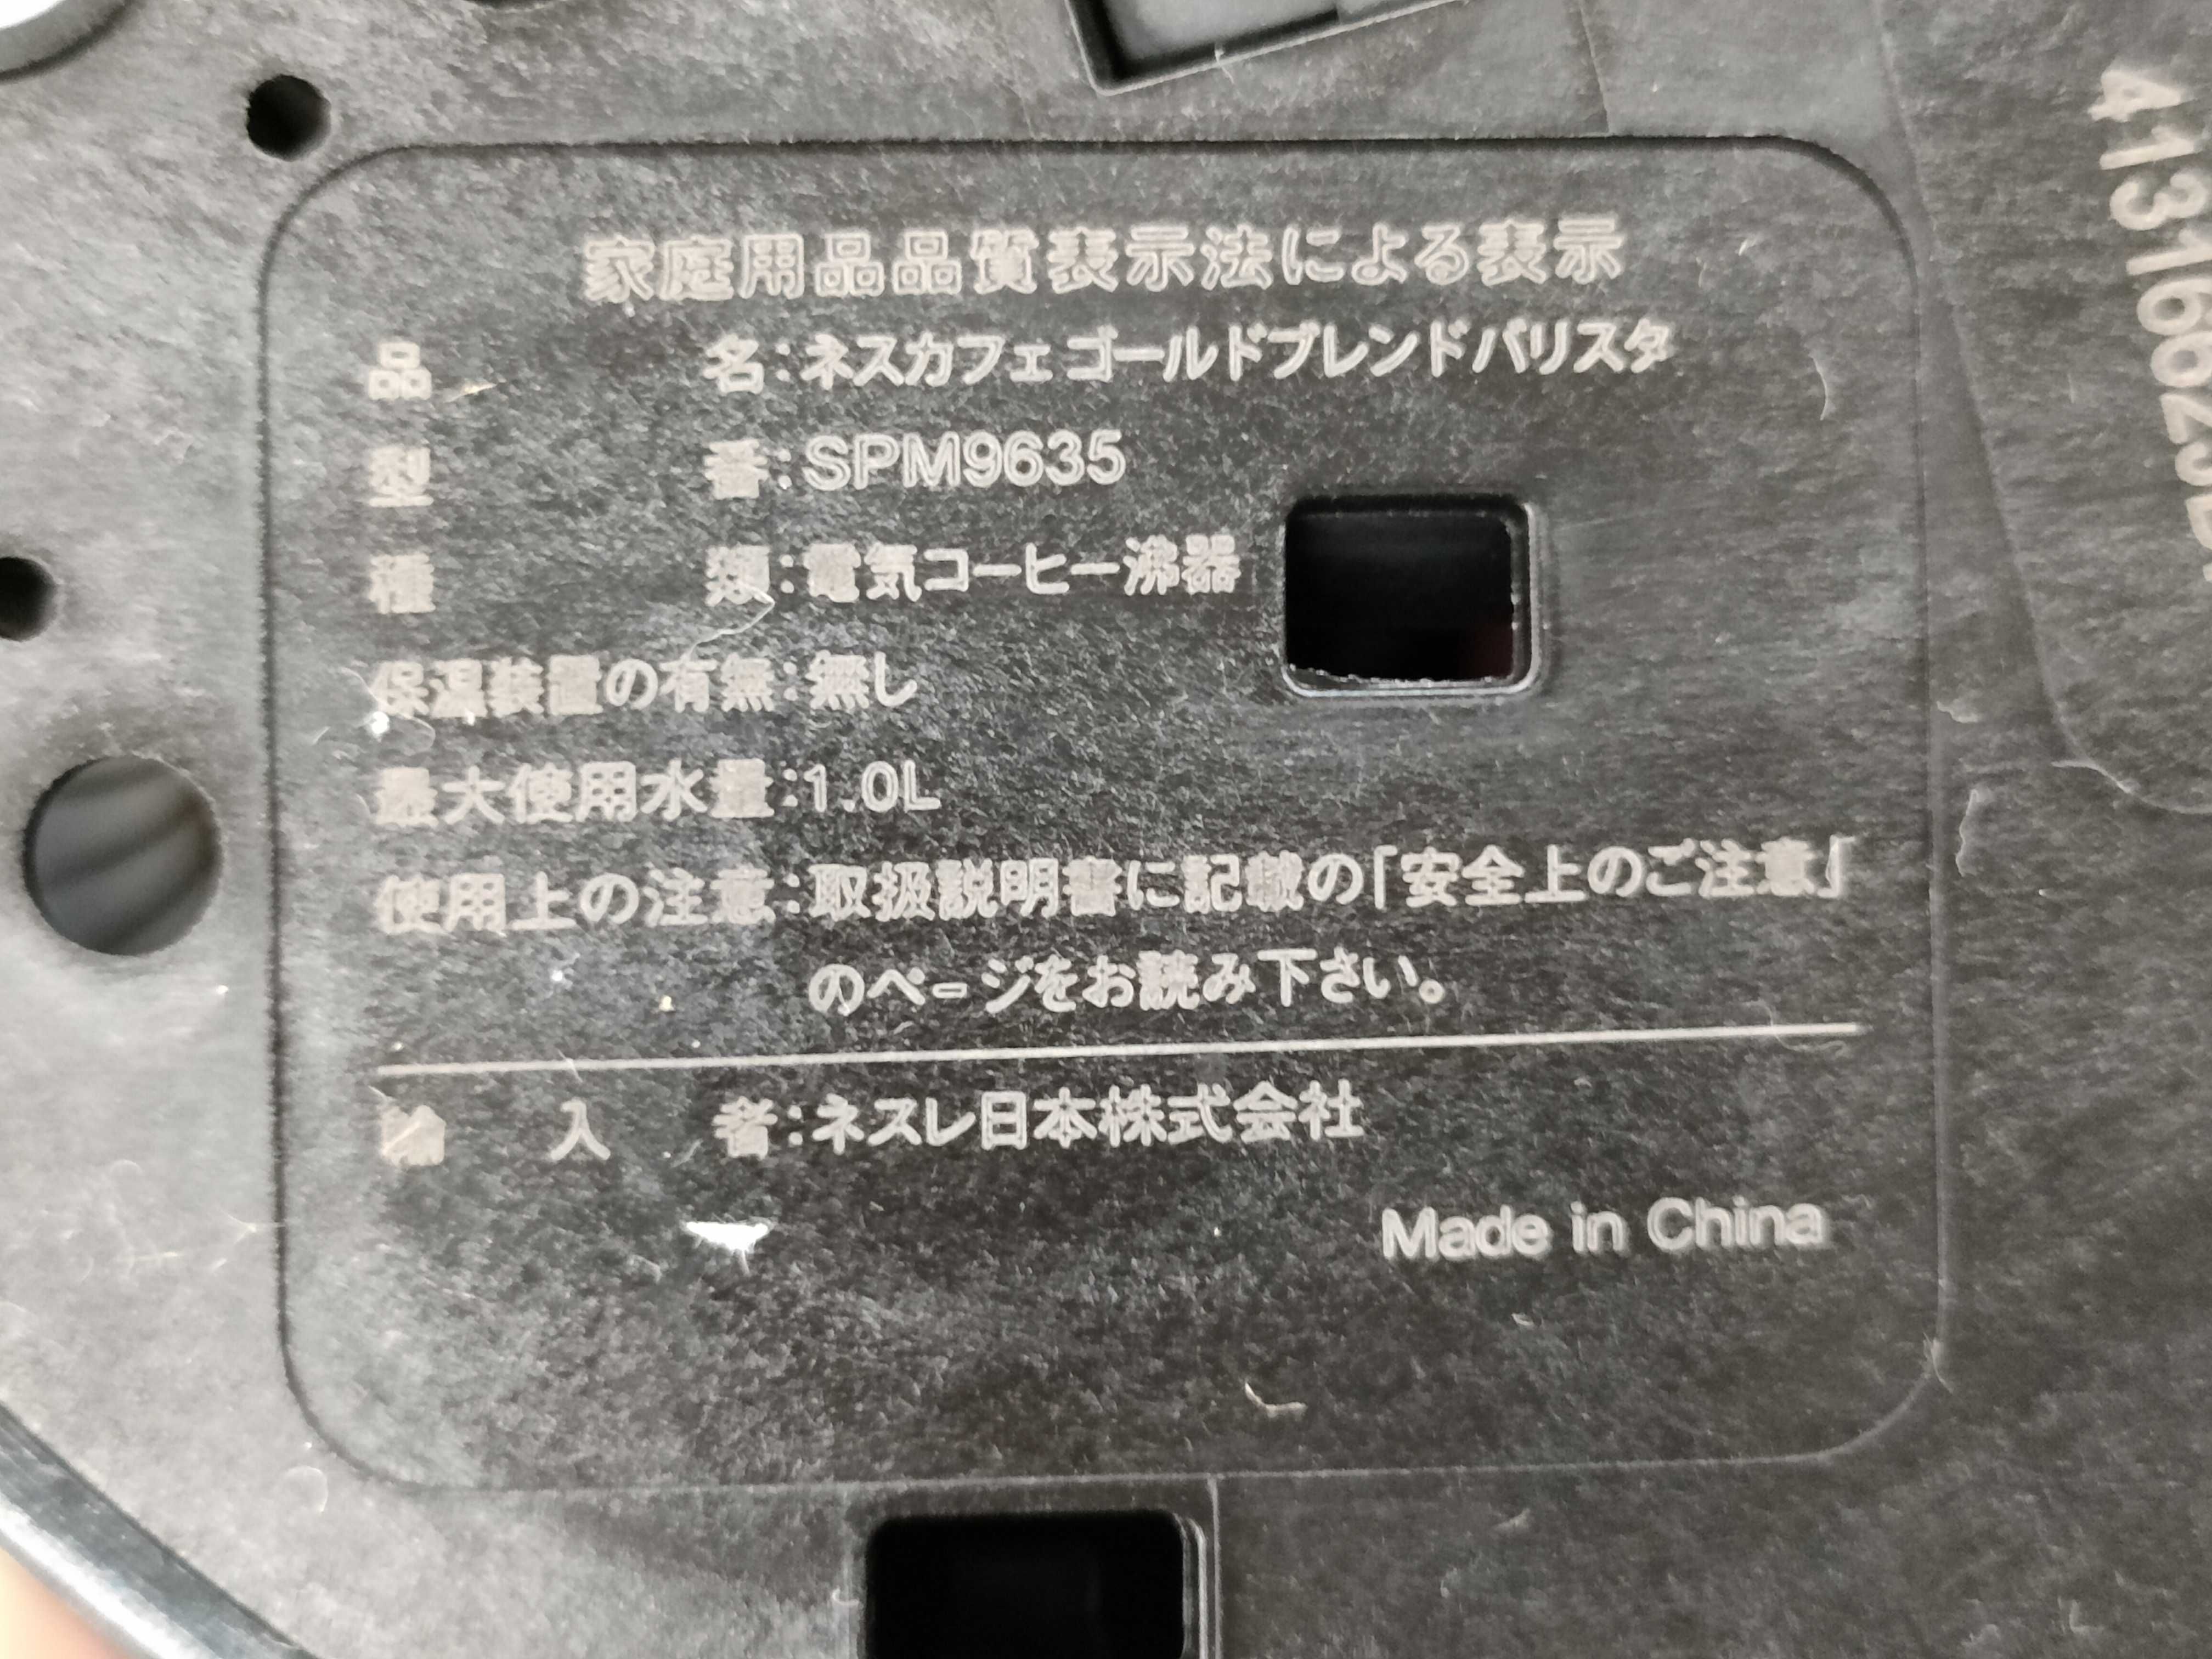 家庭用品品質表示法による表示
品名:ネスカフェゴールドブレンドバリスタ
型番:SPM9635
種類:電気コーヒー沸器
保温装置の有無:無し
最大使用水量:1.0L
使用上の注意:取扱説明書に記載の「安全上のご注意」
のページをお読み下さい。
輸入者:ネスレ日本株式会社
Made in China